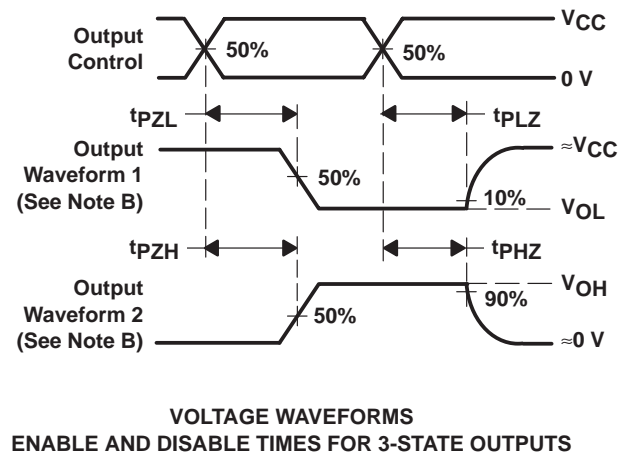 Output
Control
50%
50%
VCC
0 V
tPZL
tPLZ
Output
Waveform 1
(See Note B)
50%
10%
≈VCC
VOL
tPZH
tPHZ
Output
Waveform 2
(See Note B)
50%
90%
VOH
≈0 V
VOLTAGE WAVEFORMS
ENABLE AND DISABLE TIMES FOR 3-STATE OUTPUTS